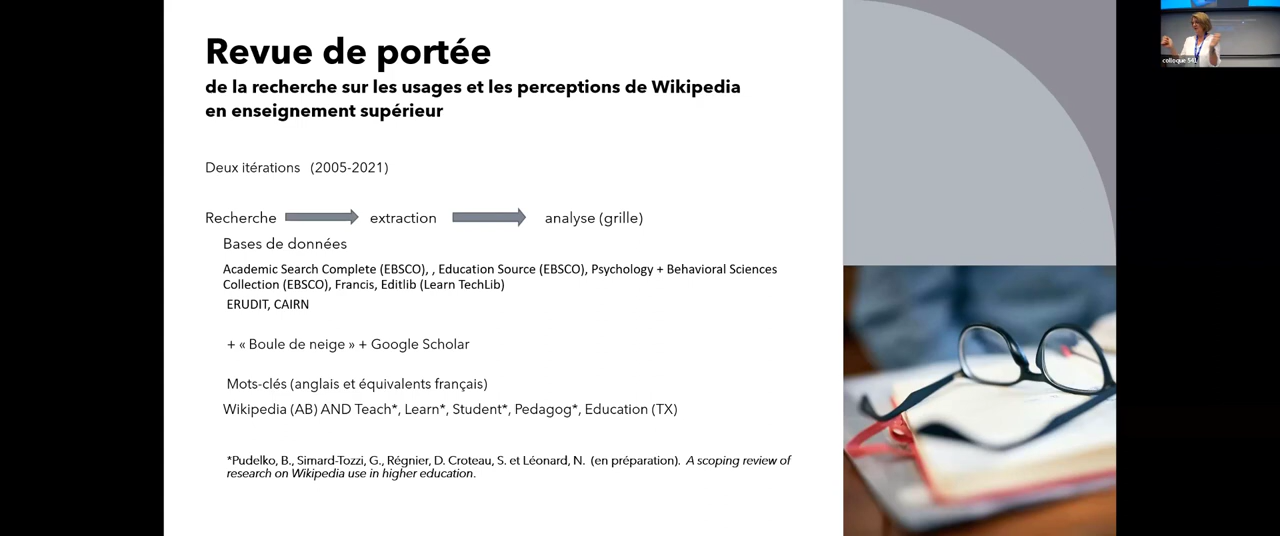 Revue de portée
de la recherche sur les usages et les perceptions de Wikipedia
en enseignement supérieur
Deux itérations (2005-2021)
Recherche extraction analyse (grille)
Bases de données
Academic Search Complete (EBSCO), , Education Source (EBSCO), Psychology + Behavioral Sciences
Collection (EBSCO), Francis, Editlib (Learn TechLib)
ERUDIT, CAIRN
+ « Boule de neige » + Google Scholar
Mots-clés (anglais et équivalents français)
Wikipedia (AB) AND Teach*, Learn*, Student*, Pedagog*, Education (TX)
*Pudelko, B., Simard-Tozzi, G., Régnier, D. Croteau, S. et Léonard, N. (en préparation). A scoping review of
research on Wikipedia use in higher education.
colloque 541